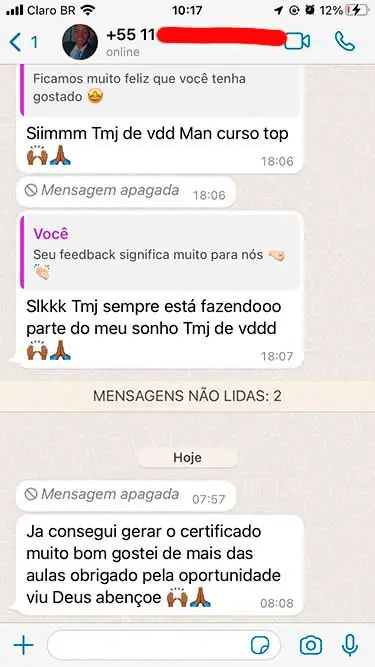 Claro BR
10:17
12%
1
+55 11
online
Ficamos muito feliz que você tenha
gostado 🤩
Siimmm Tmj de vdd Man curso top
🙌🏾🙏🏾
18:06
Mensagem apagada
18:06
Você
Seu feedback significa muito para nós 🤜🏻
👏🏻
Slkkk Tmj sempre está fazendooo
parte do meu sonho Tmj de vddd
🙌🏾🙏🏾
18:07
MENSAGENS NÃO LIDAS: 2
Hoje
Mensagem apagada
07:57
Ja consegui gerar o certificado
muito bom gostei de mais das
aulas obrigado pela oportunidade
viu Deus abençoe 🙌🏾🙏🏾
08:08